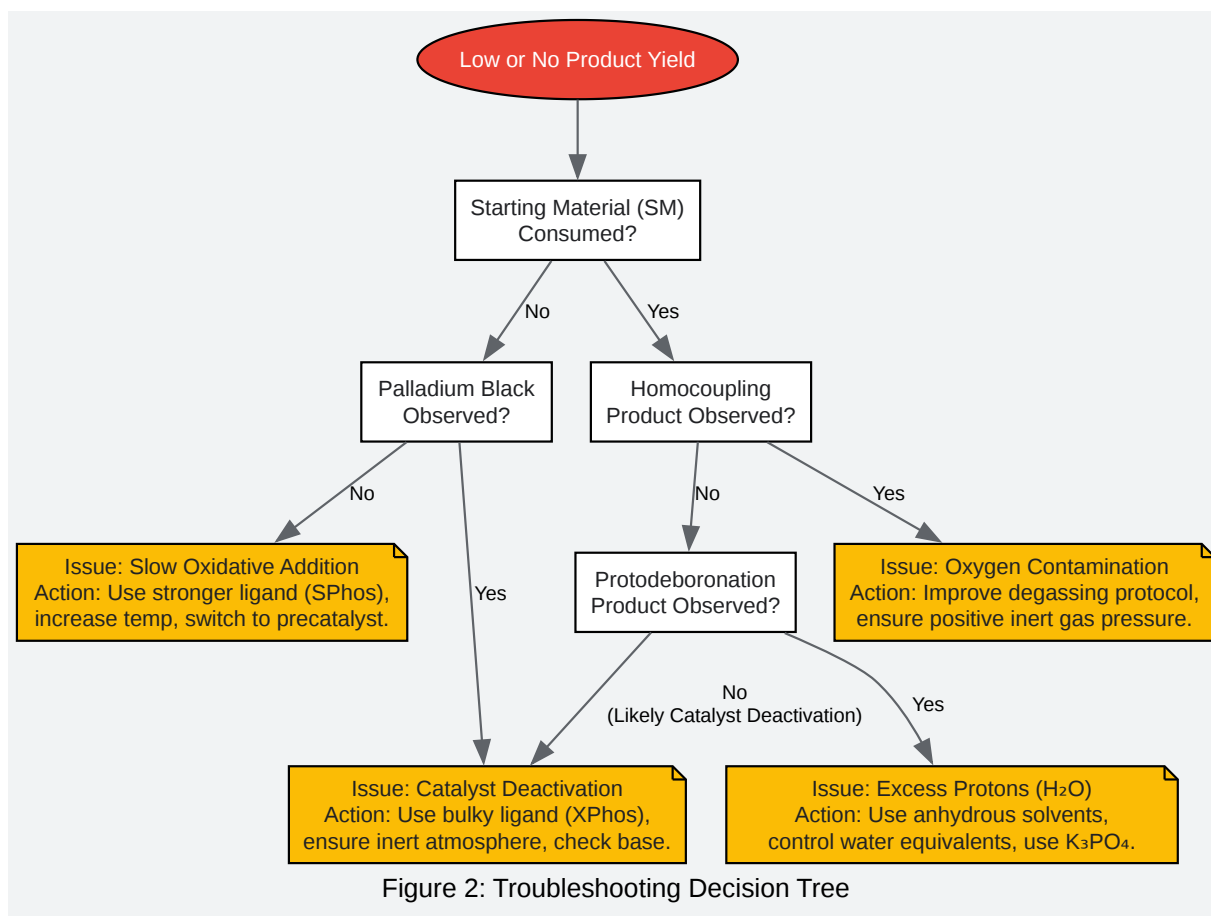 Low or No Product Yield
Starting Material (SM)
Consumed?
No
Yes
Palladium Black
Observed?
Homocoupling
Product Observed?
No
Yes
No
Yes
Issue: Slow Oxidative Addition
Action: Use stronger ligand (SPhos),
increase temp, switch to precatalyst.
Protodeboronation
Product Observed?
Issue: Oxygen Contamination
Action: Improve degassing protocol,
ensure positive inert gas pressure.
No
(Likely Catalyst Deactivation)
Yes
Issue: Catalyst Deactivation
Action: Use bulky ligand (XPhos),
ensure inert atmosphere, check base.
Issue: Excess Protons (H₂O)
Action: Use anhydrous solvents,
control water equivalents, use K₃PO₄.
Figure 2: Troubleshooting Decision Tree